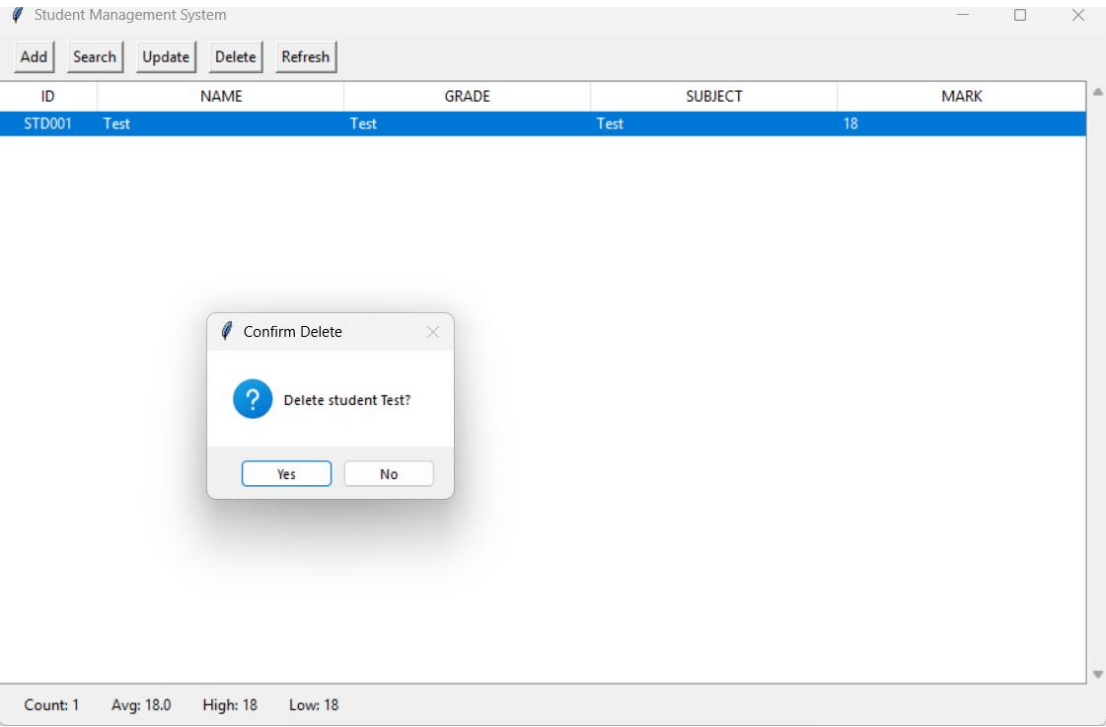 Student Management System
Add Search Update Delete Refresh
ID NAME GRADE SUBJECT MARK
STD001 Test Test Test 18
Confirm Delete
? Delete student Test?
Yes No
Count: 1 Avg: 18.0 High: 18 Low: 18